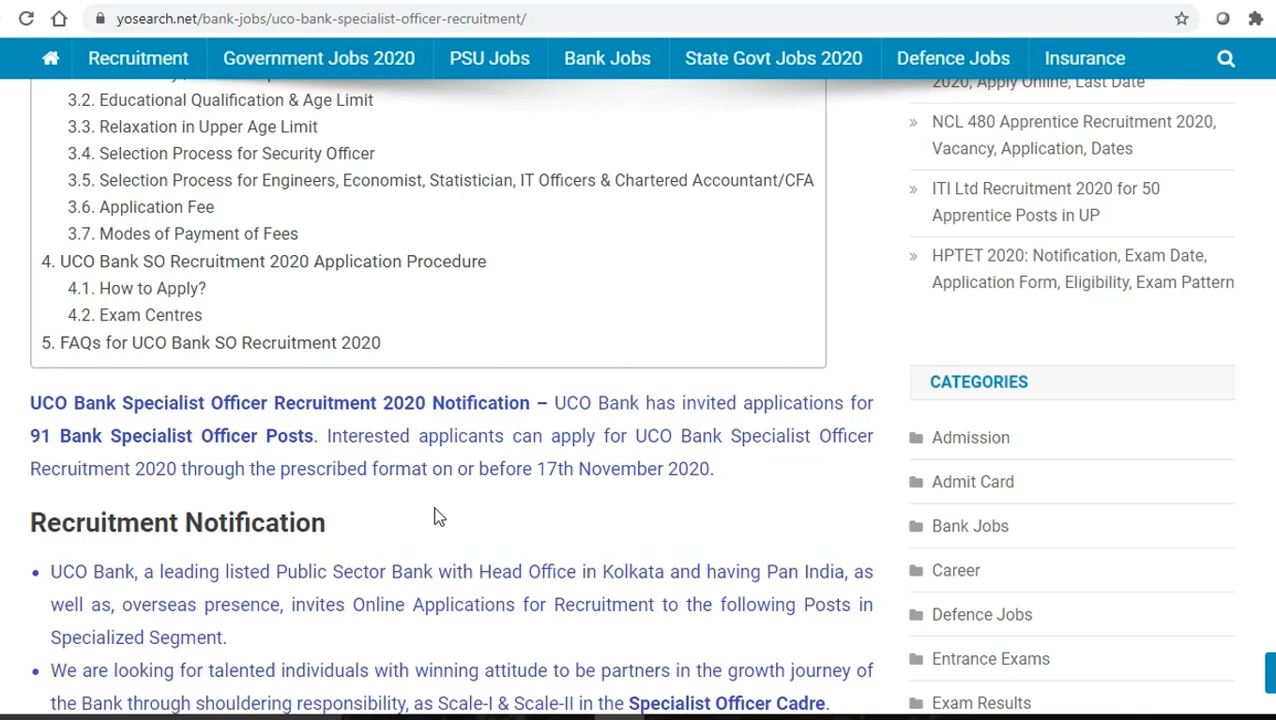 yosearch.net/bank-jobs/uco-bank-specialist-officer-recruitment/
Recruitment
Government Jobs 2020
PSU Jobs
Bank Jobs
State Govt Jobs 2020
Defence Jobs
Insurance
3.2. Educational Qualification & Age Limit
3.3. Relaxation in Upper Age Limit
3.4. Selection Process for Security Officer
3.5. Selection Process for Engineers, Economist, Statistician, IT Officers & Chartered Accountant/CFA
3.6. Application Fee
3.7. Modes of Payment of Fees
4. UCO Bank SO Recruitment 2020 Application Procedure
4.1. How to Apply?
4.2. Exam Centres
5. FAQs for UCO Bank SO Recruitment 2020
UCO Bank Specialist Officer Recruitment 2020 Notification – UCO Bank has invited applications for
91 Bank Specialist Officer Posts. Interested applicants can apply for UCO Bank Specialist Officer
Recruitment 2020 through the prescribed format on or before 17th November 2020.
Recruitment Notification
• UCO Bank, a leading listed Public Sector Bank with Head Office in Kolkata and having Pan India, as
well as, overseas presence, invites Online Applications for Recruitment to the following Posts in
Specialized Segment.
• We are looking for talented individuals with winning attitude to be partners in the growth journey of
the Bank through shouldering responsibility, as Scale-I & Scale-II in the Specialist Officer Cadre.
2020, Apply Online, Last Date
» NCL 480 Apprentice Recruitment 2020,
Vacancy, Application, Dates
» ITI Ltd Recruitment 2020 for 50
Apprentice Posts in UP
» HPTET 2020: Notification, Exam Date,
Application Form, Eligibility, Exam Pattern
CATEGORIES
Admission
Admit Card
Bank Jobs
Career
Defence Jobs
Entrance Exams
Exam Results